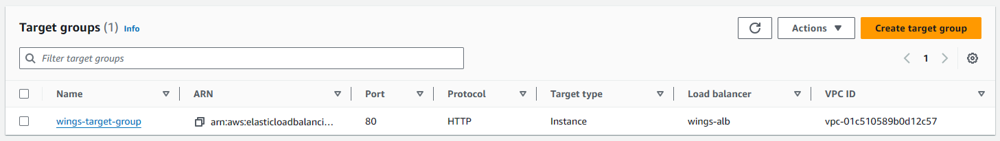 Target groups (1) Info
Actions
Create target group
Filter target groups
1
Name ARN Port Protocol Target type Load balancer VPC ID
wings-target-group arn:aws:elasticloadbalanci... 80 HTTP Instance wings-alb vpc-01c510589b0d12c57